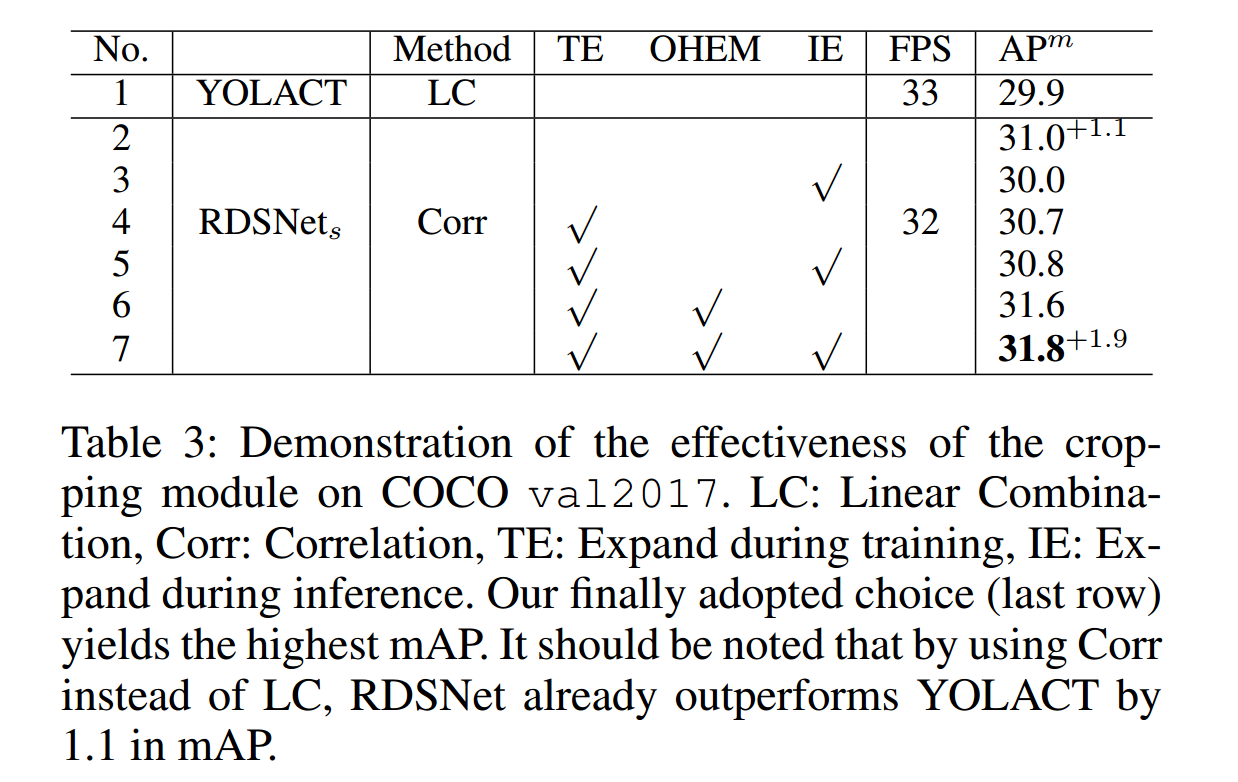 No. Method TE OHEM IE FPS APᵐ
1 YOLACT LC 33 29.9
2 31.0+1.1
3 √ 30.0
4 RDSNetₛ Corr √ 32 30.7
5 √ √ 30.8
6 √ √ 31.6
7 √ √ √ 31.8+1.9
Table 3: Demonstration of the effectiveness of the crop-
ping module on COCO val2017. LC: Linear Combina-
tion, Corr: Correlation, TE: Expand during training, IE: Ex-
pand during inference. Our finally adopted choice (last row)
yields the highest mAP. It should be noted that by using Corr
instead of LC, RDSNet already outperforms YOLACT by
1.1 in mAP.